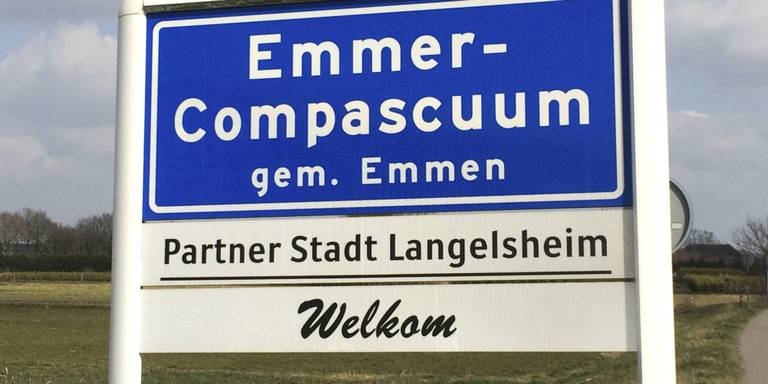 Emmer-
Compascuum
gem. Emmen
Partner Stadt Langelsheim
Welkom